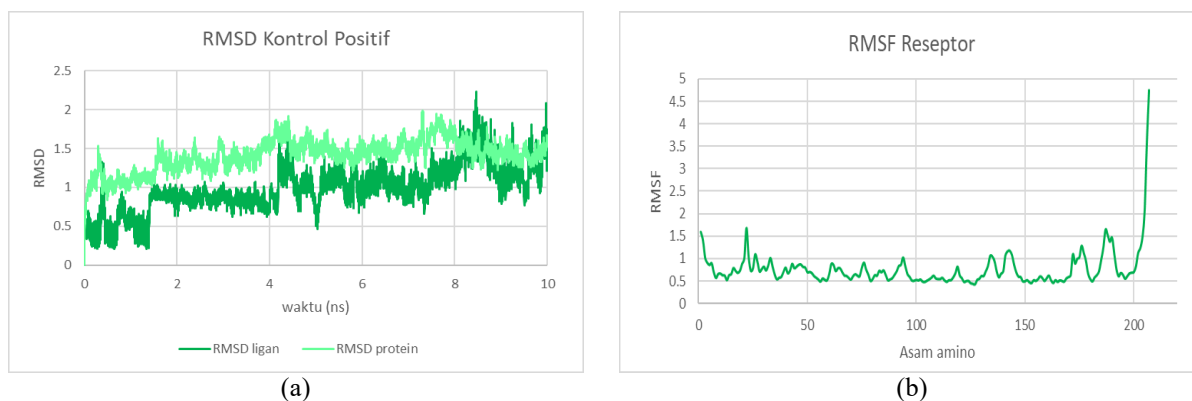 RMSD Kontrol Positif
2.5
2
1.5
1
0.5
0
RMSD
0 2 4 6 8 10
waktu (ns)
RMSD ligan RMSD protein
(a)
RMSF Reseptor
5
4.5
4
3.5
3
2.5
2
1.5
1
0.5
0
RMSF
0 50 100 150 200
Asam amino
(b)